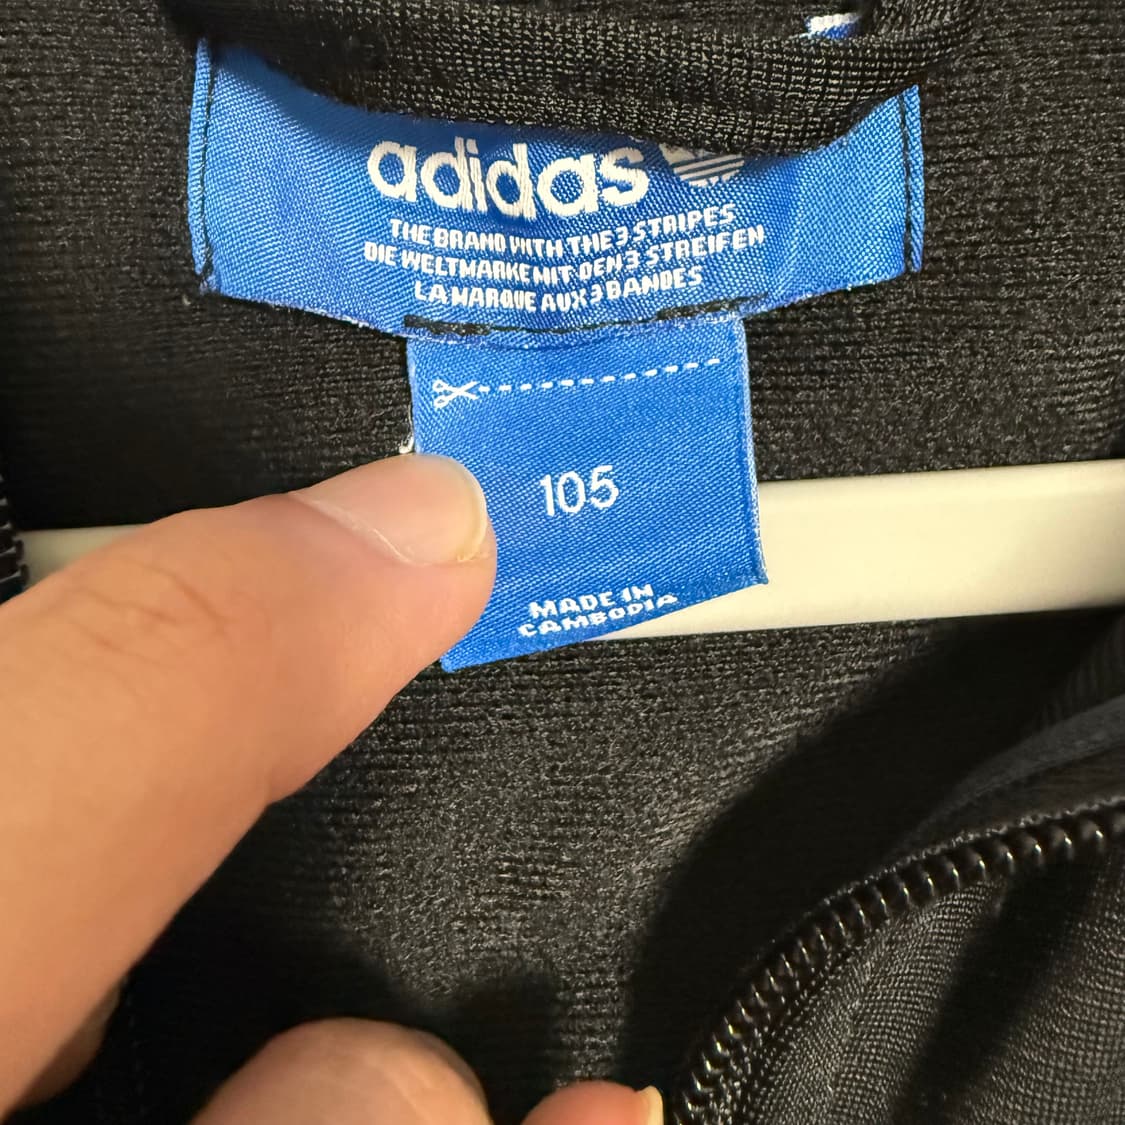 adidas
THE BRAND WITH THE 3 STRIPES
DIE WELTMARKE MIT DEN 3 STREIFEN
LA MARQUE AUX 3 BANDES
105
MADE IN
CAMBODIA